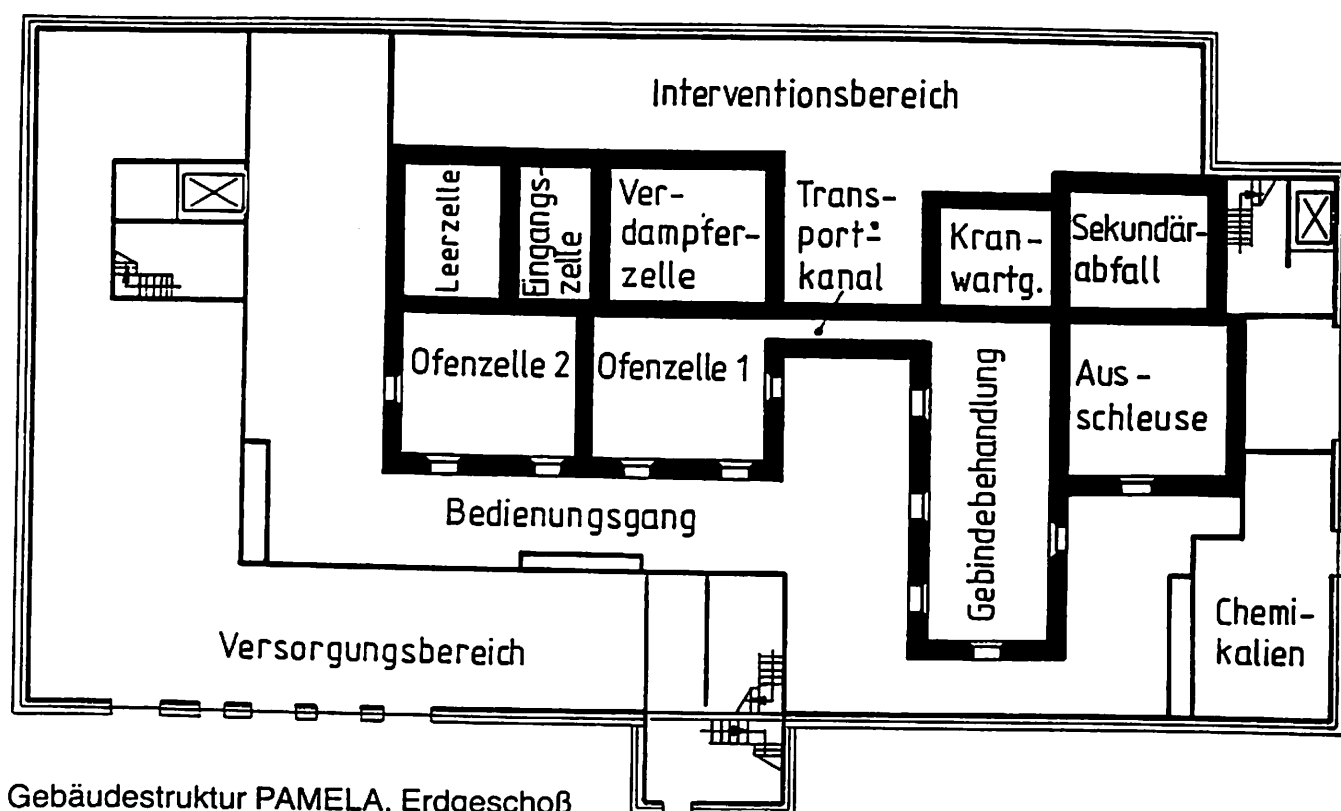 Interventionsbereich
Leerzelle
Eingangs-
zelle
Ver-
dampfer-
zelle
Trans-
port-
kanal
Kran-
wartg.
Sekundär-
abfall
Ofenzelle 2
Ofenzelle 1
Gebindebehandlung
Aus-
schleuse
Bedienungsgang
Versorgungsbereich
Chemi-
kalien
Gebäudestruktur PAMELA, Erdgeschoß